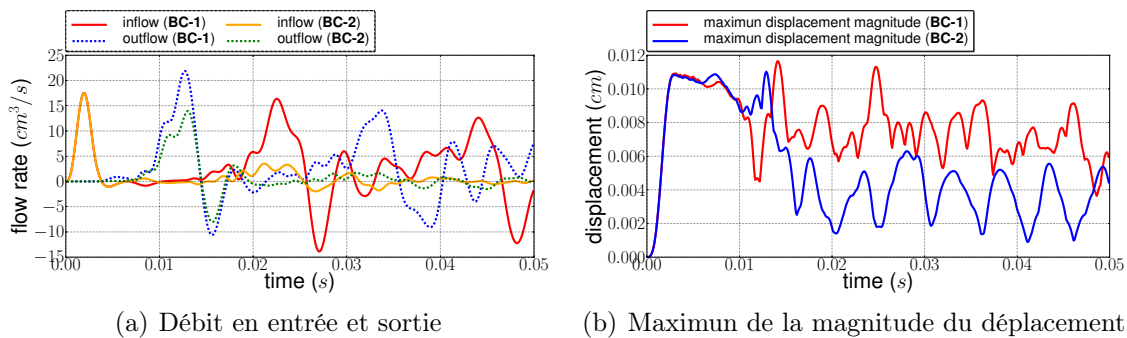 inflow (BC-1)
outflow (BC-1)
inflow (BC-2)
outflow (BC-2)
flow rate (cm³/s)
25
20
15
10
5
0
−5
−10
−15
0.00 0.01 0.02 0.03 0.04 0.05
time (s)
(a) Débit en entrée et sortie
maximun displacement magnitude (BC-1)
maximun displacement magnitude (BC-2)
displacement (cm)
0.012
0.010
0.008
0.006
0.004
0.002
0.000
0.00 0.01 0.02 0.03 0.04 0.05
time (s)
(b) Maximun de la magnitude du déplacement